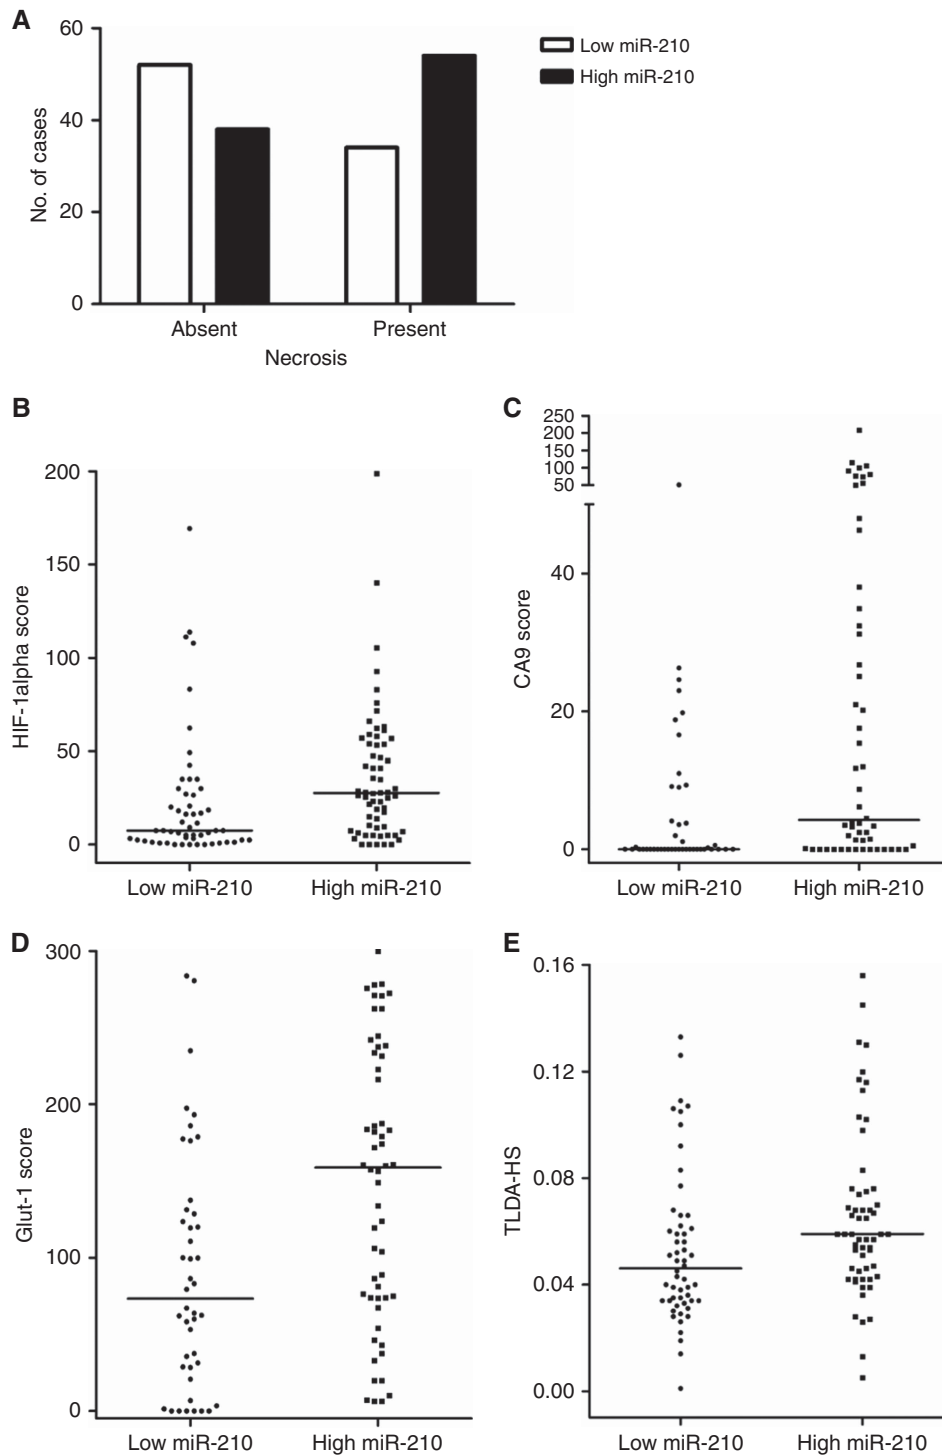 A
60
40
20
0
No. of cases
Absent
Present
Necrosis
Low miR-210
High miR-210
B
200
150
100
50
0
HIF-1alpha score
Low miR-210
High miR-210
C
250
200
150
100
50
40
20
0
CA9 score
Low miR-210
High miR-210
D
300
200
100
0
Glut-1 score
Low miR-210
High miR-210
E
0.16
0.12
0.08
0.04
0.00
TLDA-HS
Low miR-210
High miR-210